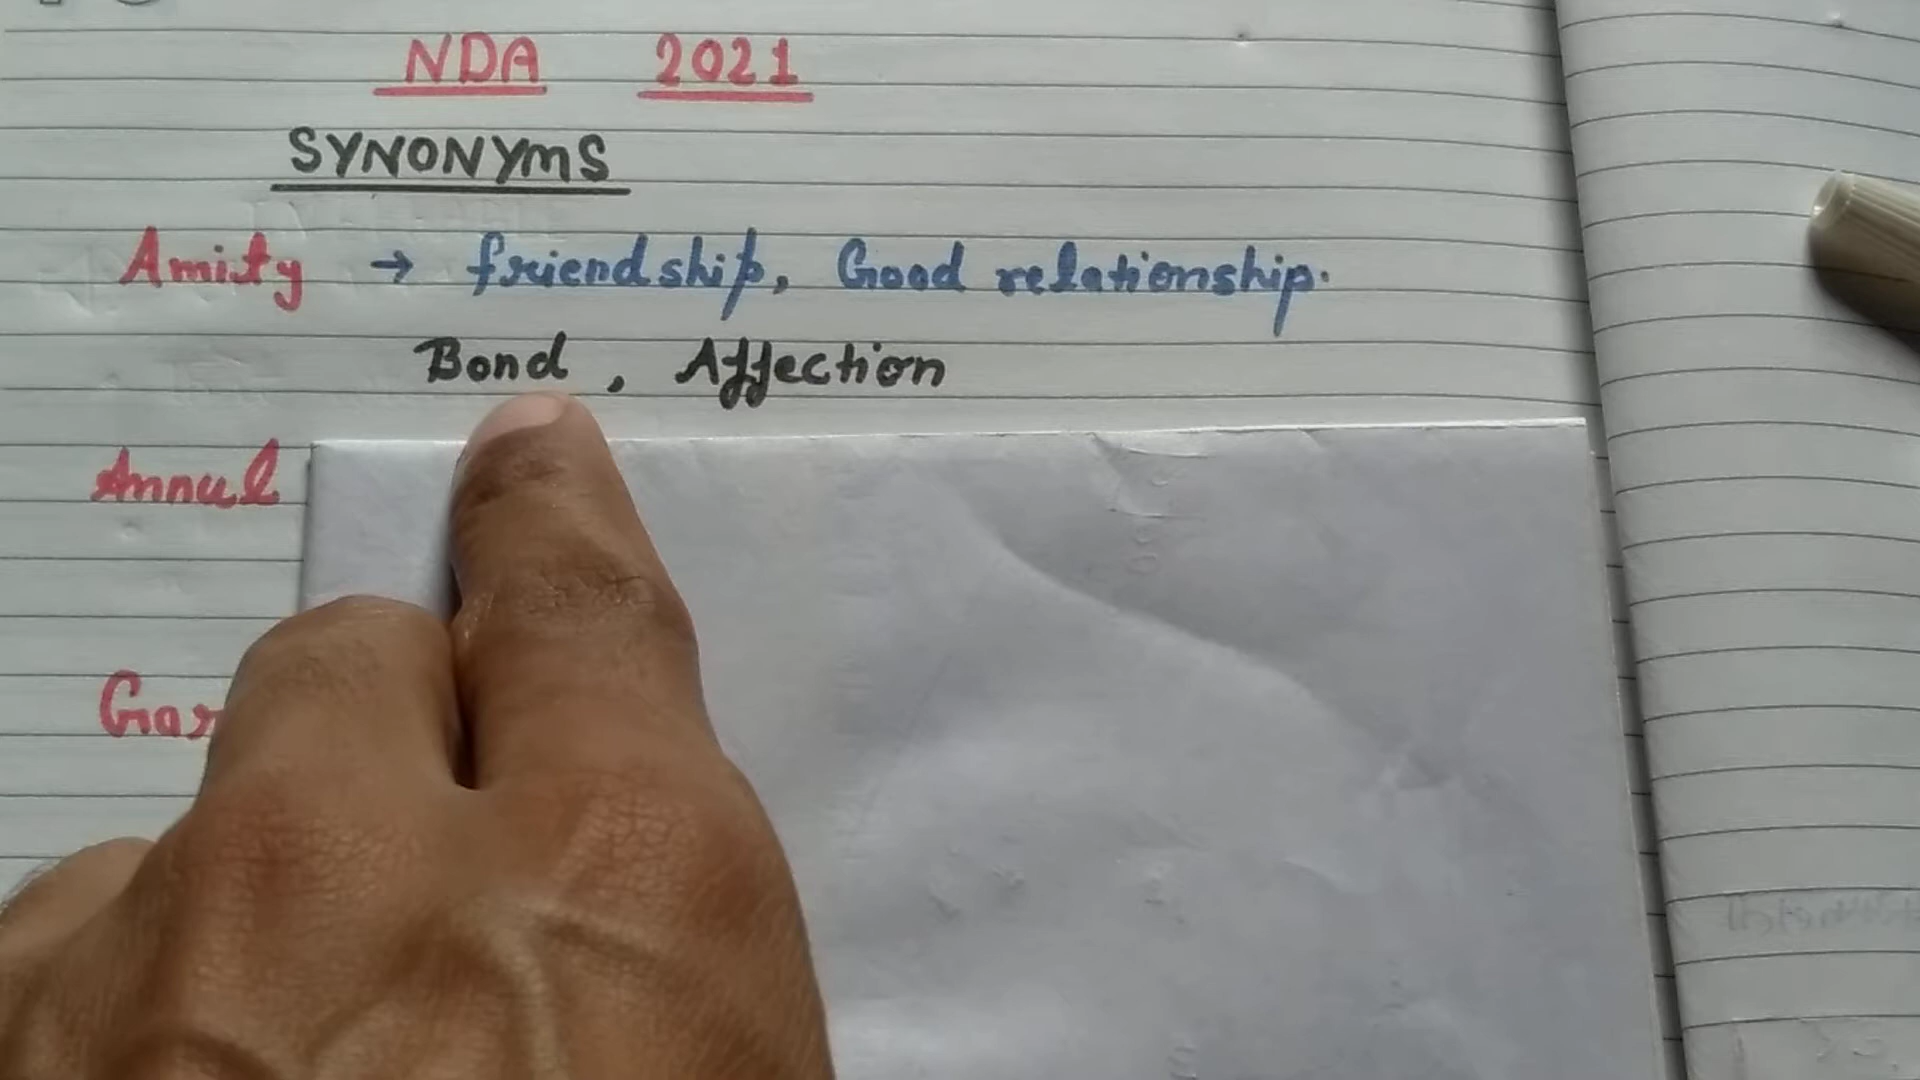 NDA 2021
SYNONYMS
Amity → friendship, Good relationship.
Bond, Affection
Annul